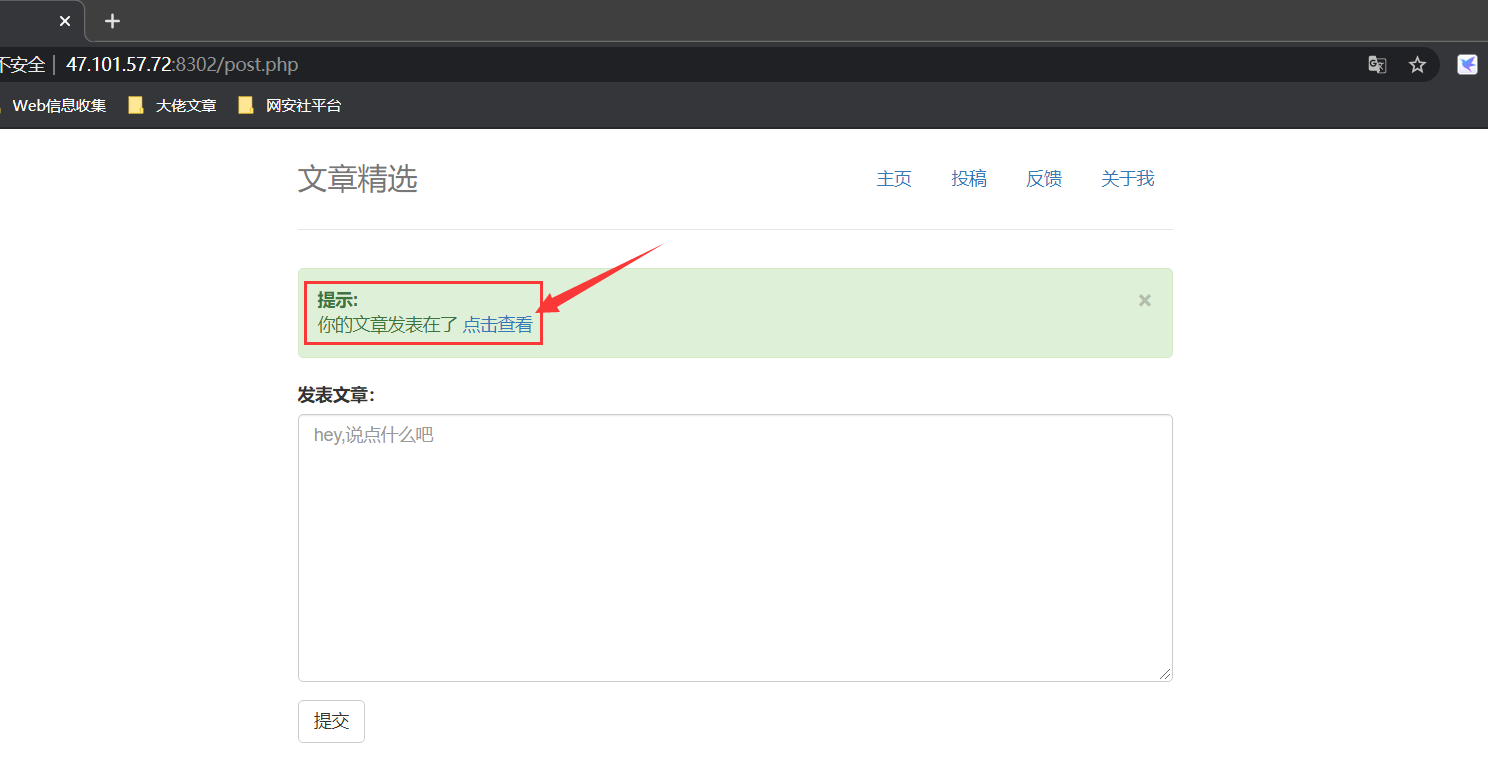 不安全 47.101.57.72:8302/post.php
Web信息收集 大佬文章 网安社平台
文章精选 主页 投稿 反馈 关于我
提示:
你的文章发表在了 点击查看
发表文章：
hey,说点什么吧
提交